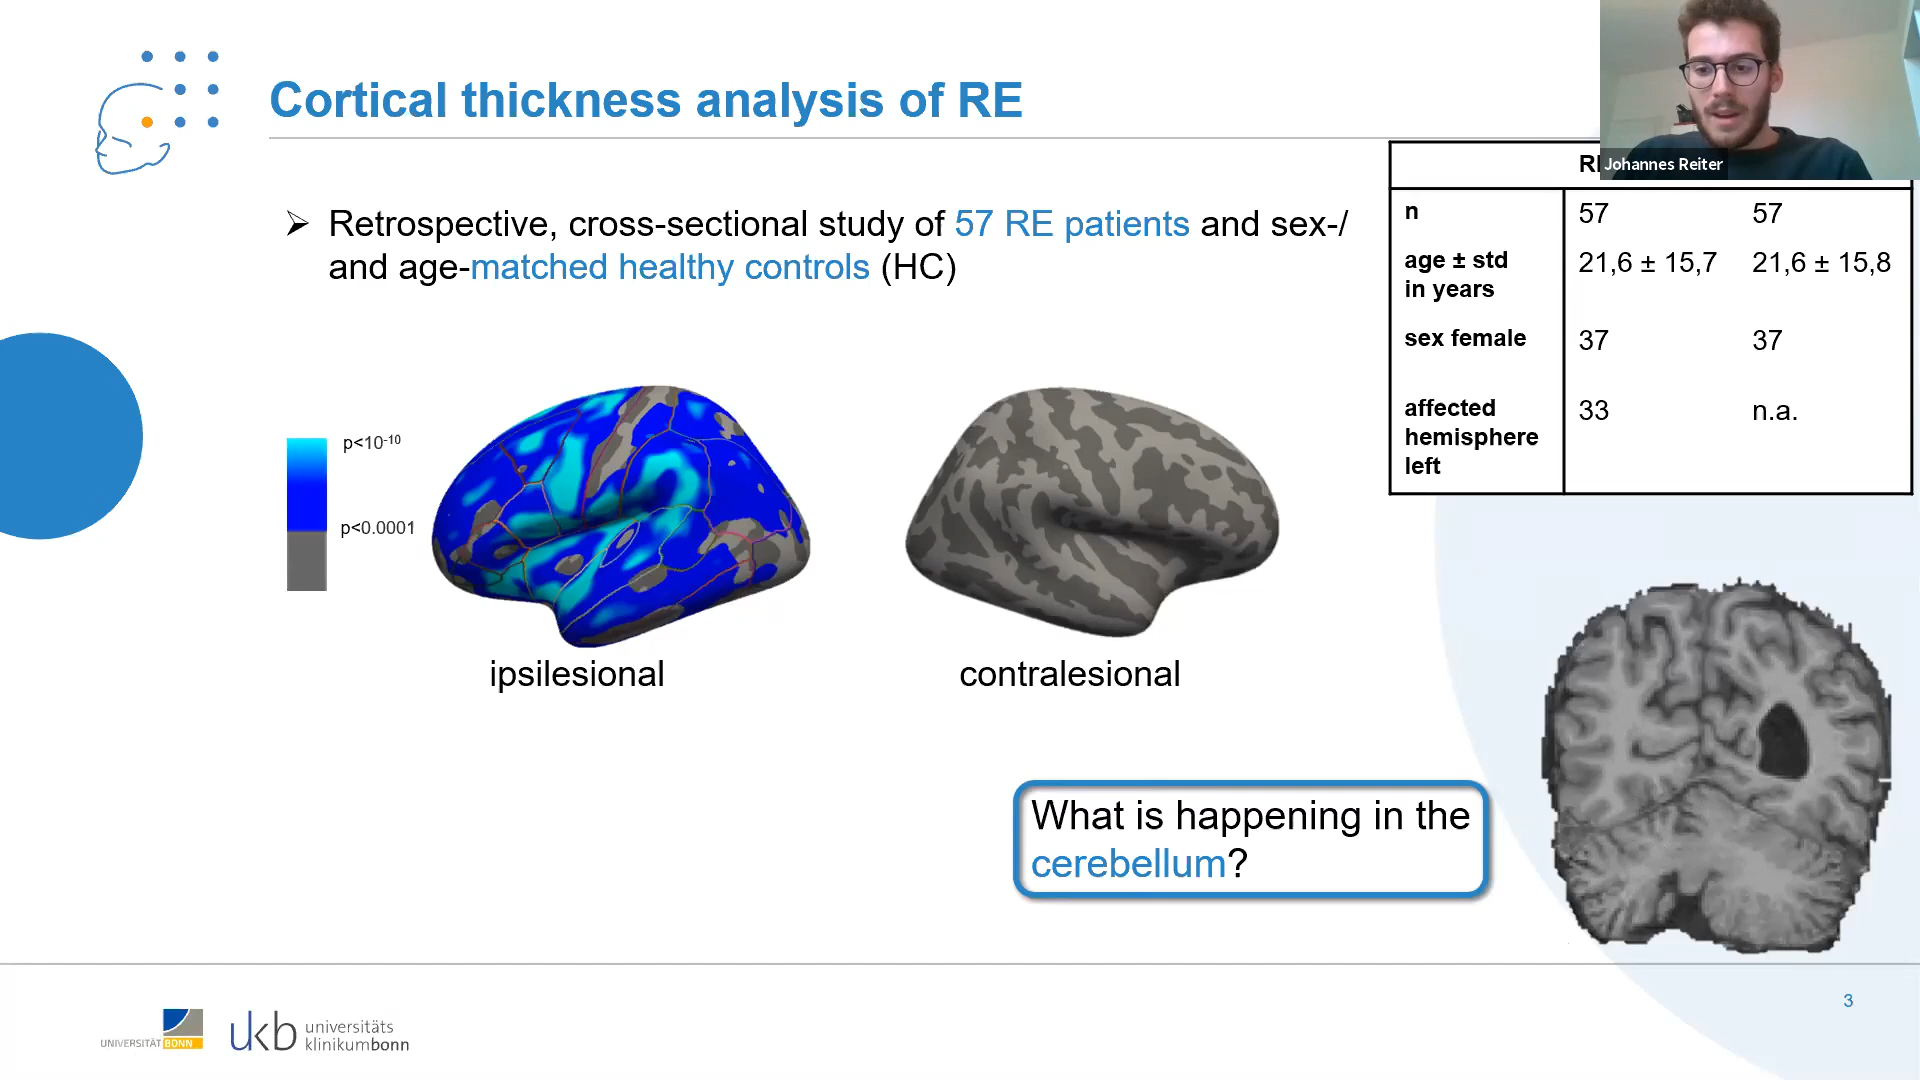 Cortical thickness analysis of RE
Johannes Reiter
➢ Retrospective, cross-sectional study of 57 RE patients and sex-/
and age-matched healthy controls (HC)
n 57 57
age ± std
in years 21,6 ± 15,7 21,6 ± 15,8
sex female 37 37
affected
hemisphere
left 33 n.a.
p<10-10
p<0.0001
ipsilesional
contralesional
What is happening in the
cerebellum?
3
UNIVERSITÄT BONN
ukb universitäts
klinikumbonn